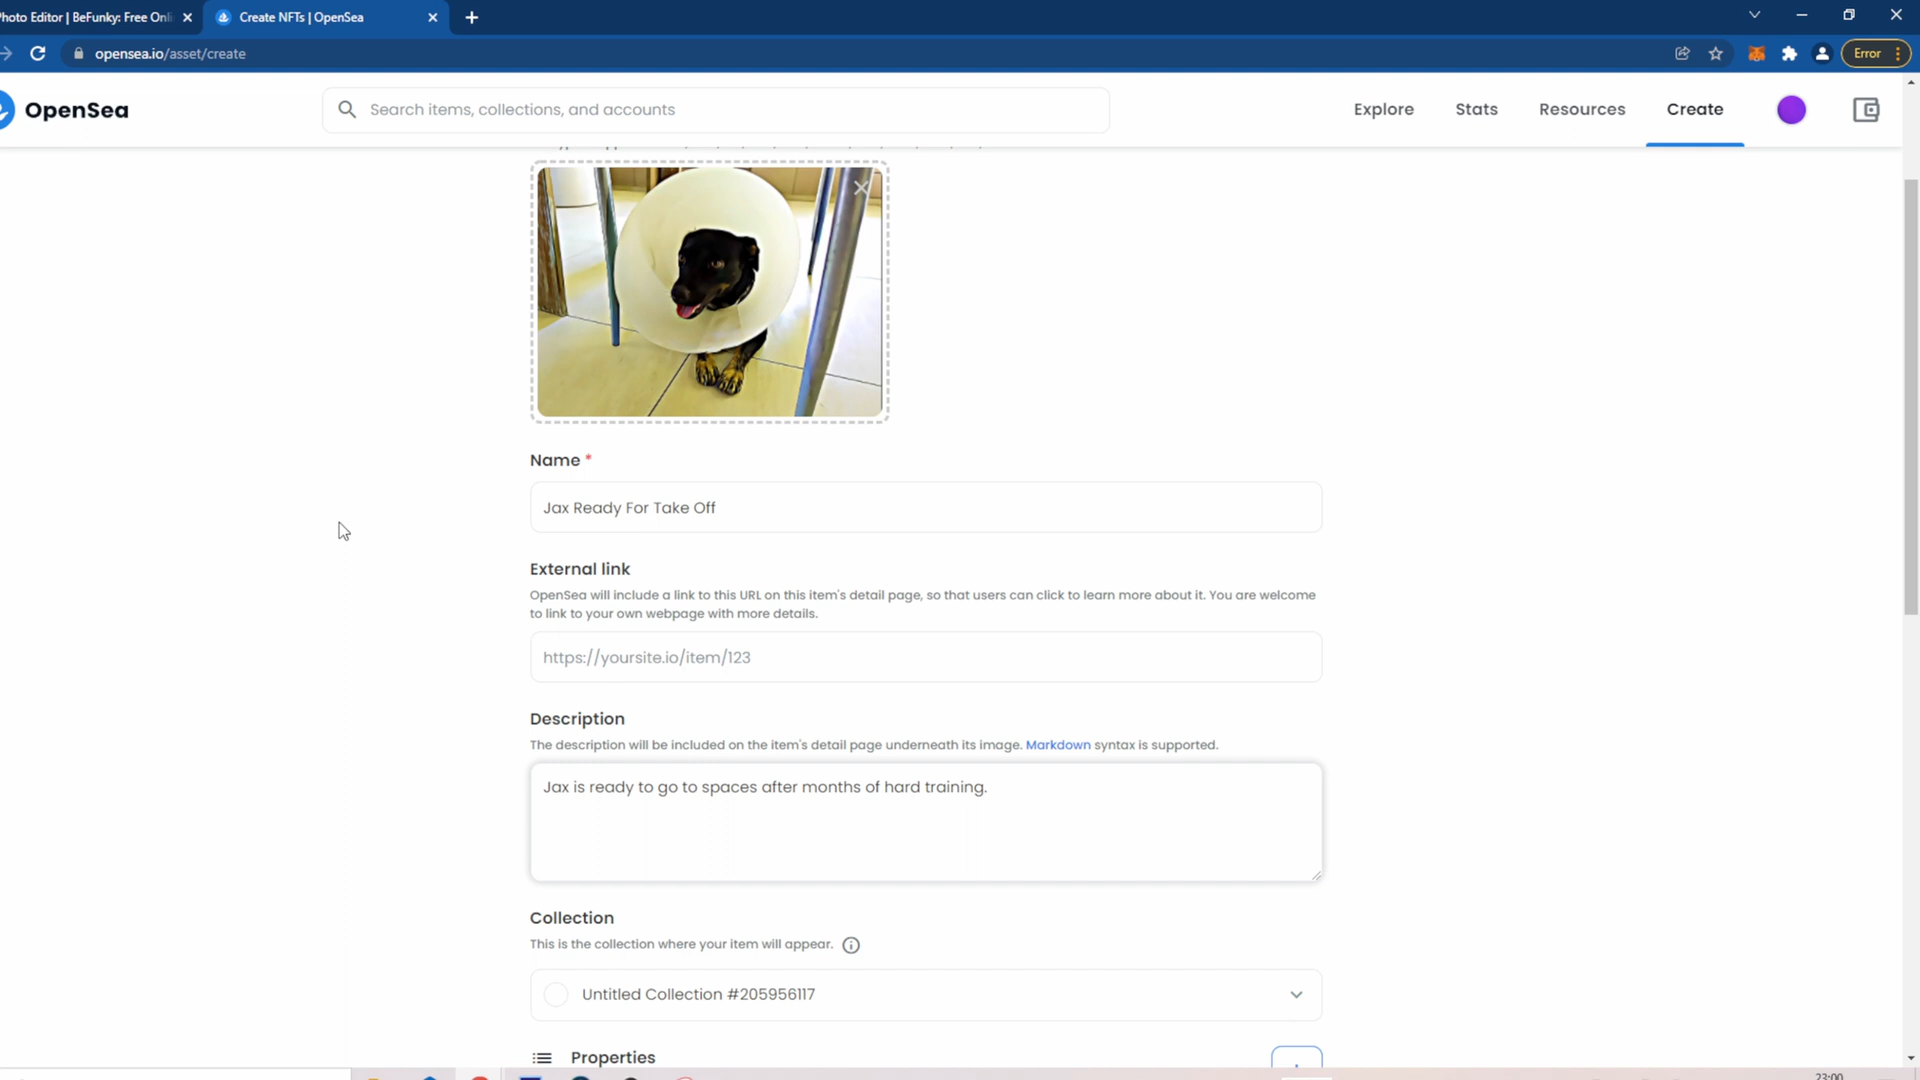 Photo Editor | BeFunky: Free Onli
Create NFTs | OpenSea
opensea.io/asset/create
Error
OpenSea
Search items, collections, and accounts
Explore
Stats
Resources
Create
Name *
Jax Ready For Take Off
External link
OpenSea will include a link to this URL on this item's detail page, so that users can click to learn more about it. You are welcome
to link to your own webpage with more details.
https://yoursite.io/item/123
Description
The description will be included on the item's detail page underneath its image. Markdown syntax is supported.
Jax is ready to go to spaces after months of hard training.
Collection
This is the collection where your item will appear.
Untitled Collection #205956117
Properties
23:00